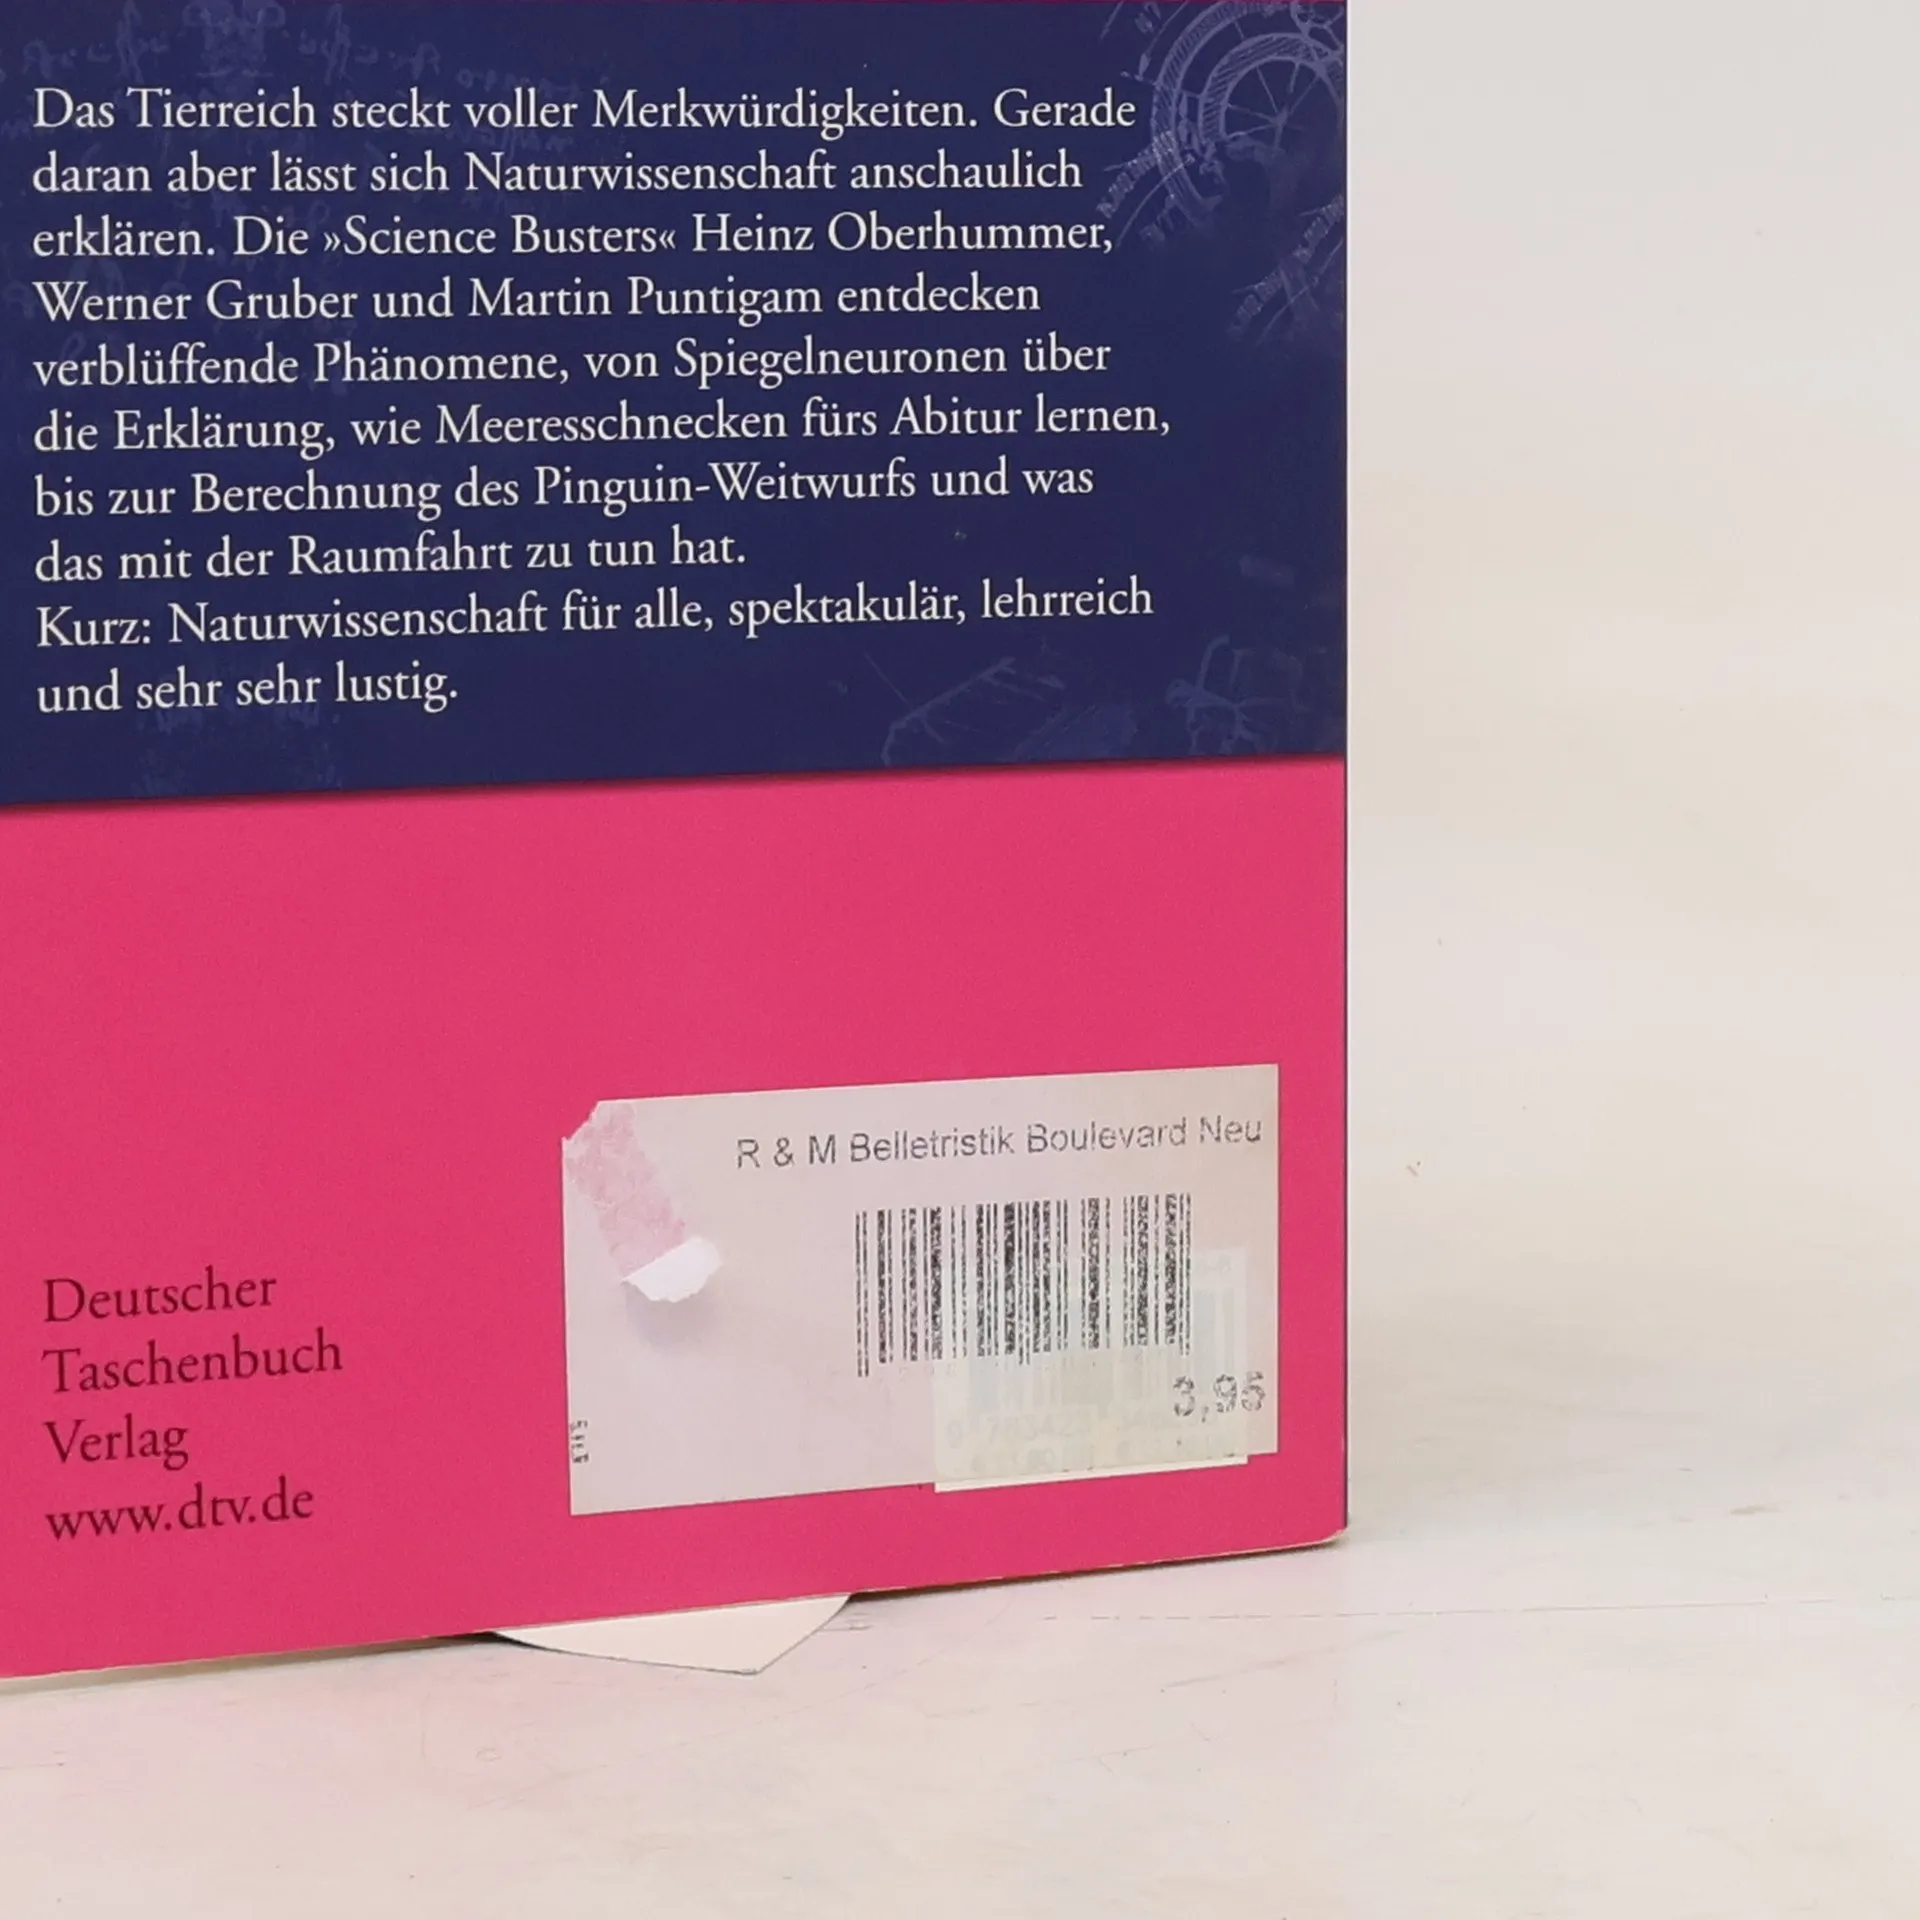 Das Tierreich steckt voller Merkwürdigkeiten. Gerade
daran aber lässt sich Naturwissenschaft anschaulich
erklären. Die »Science Busters« Heinz Oberhummer,
Werner Gruber und Martin Puntigam entdecken
verblüffende Phänomene, von Spiegelneuronen über
die Erklärung, wie Meeresschnecken fürs Abitur lernen,
bis zur Berechnung des Pinguin-Weitwurfs und was
das mit der Raumfahrt zu tun hat.
Kurz: Naturwissenschaft für alle, spektakulär, lehrreich
und sehr sehr lustig.
R & M Belletristik Boulevard Neu
Deutscher
Taschenbuch
Verlag
www.dtv.de